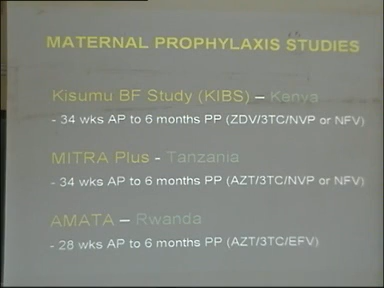 MATERNAL PROPHYLAXIS STUDIES
Kisumu BF Study (KIBS) – Kenya
- 34 wks AP to 6 months PP (ZDV/3TC/NVP or NFV)
MITRA Plus - Tanzania
- 34 wks AP to 6 months PP (AZT/3TC/NVP or NFV)
AMATA – Rwanda
- 28 wks AP to 6 months PP (AZT/3TC/EFV)